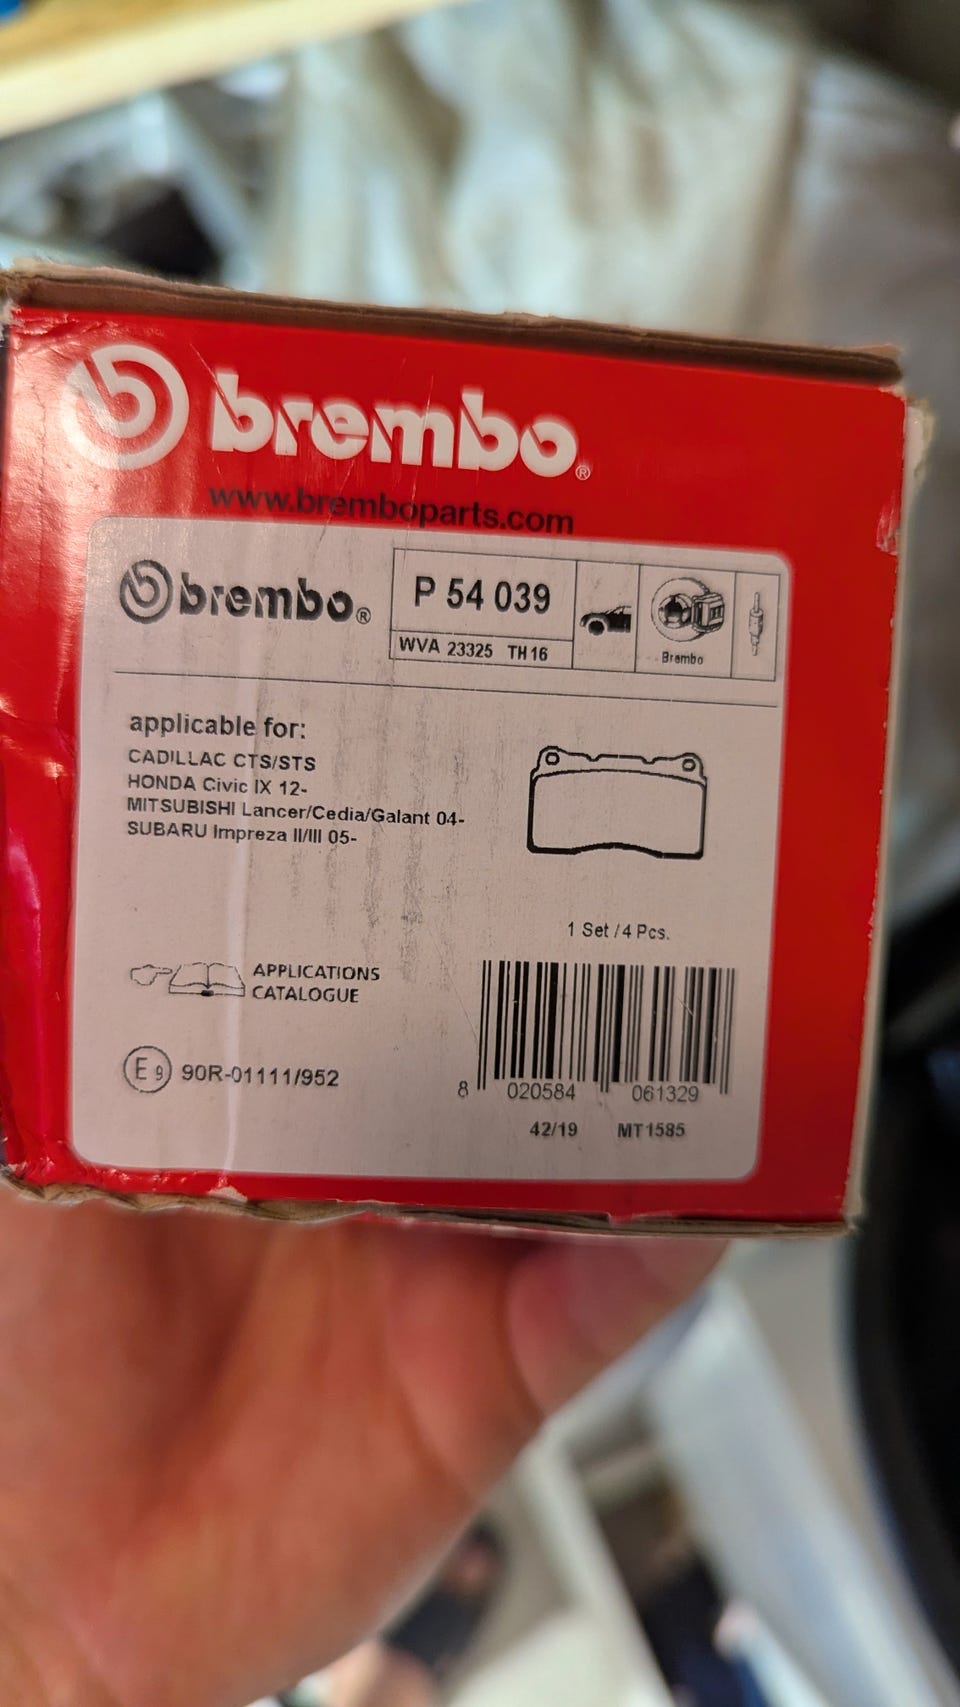 brembo®
www.bremboparts.com
brembo®
P 54 039
WVA 23325 TH16
Brembo
applicable for:
CADILLAC CTS/STS
HONDA Civic IX 12-
MITSUBISHI Lancer/Cedia/Galant 04-
SUBARU Impreza II/III 05-
1 Set / 4 Pcs.
APPLICATIONS
CATALOGUE
E9 90R-01111/952
8 020584 061329
42/19 MT1585